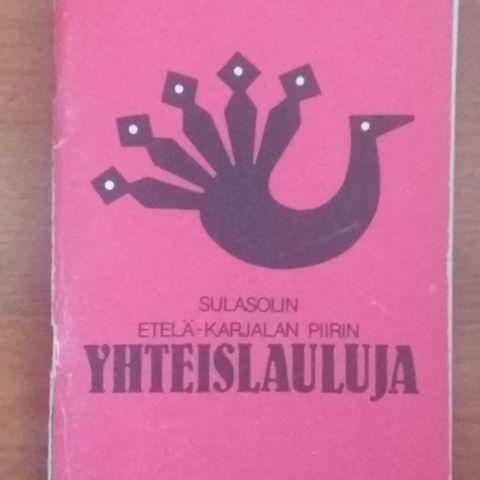 SULASOLIN
ETELÄ-KARJALAN PIIRIN
YHTEISLAULUJA